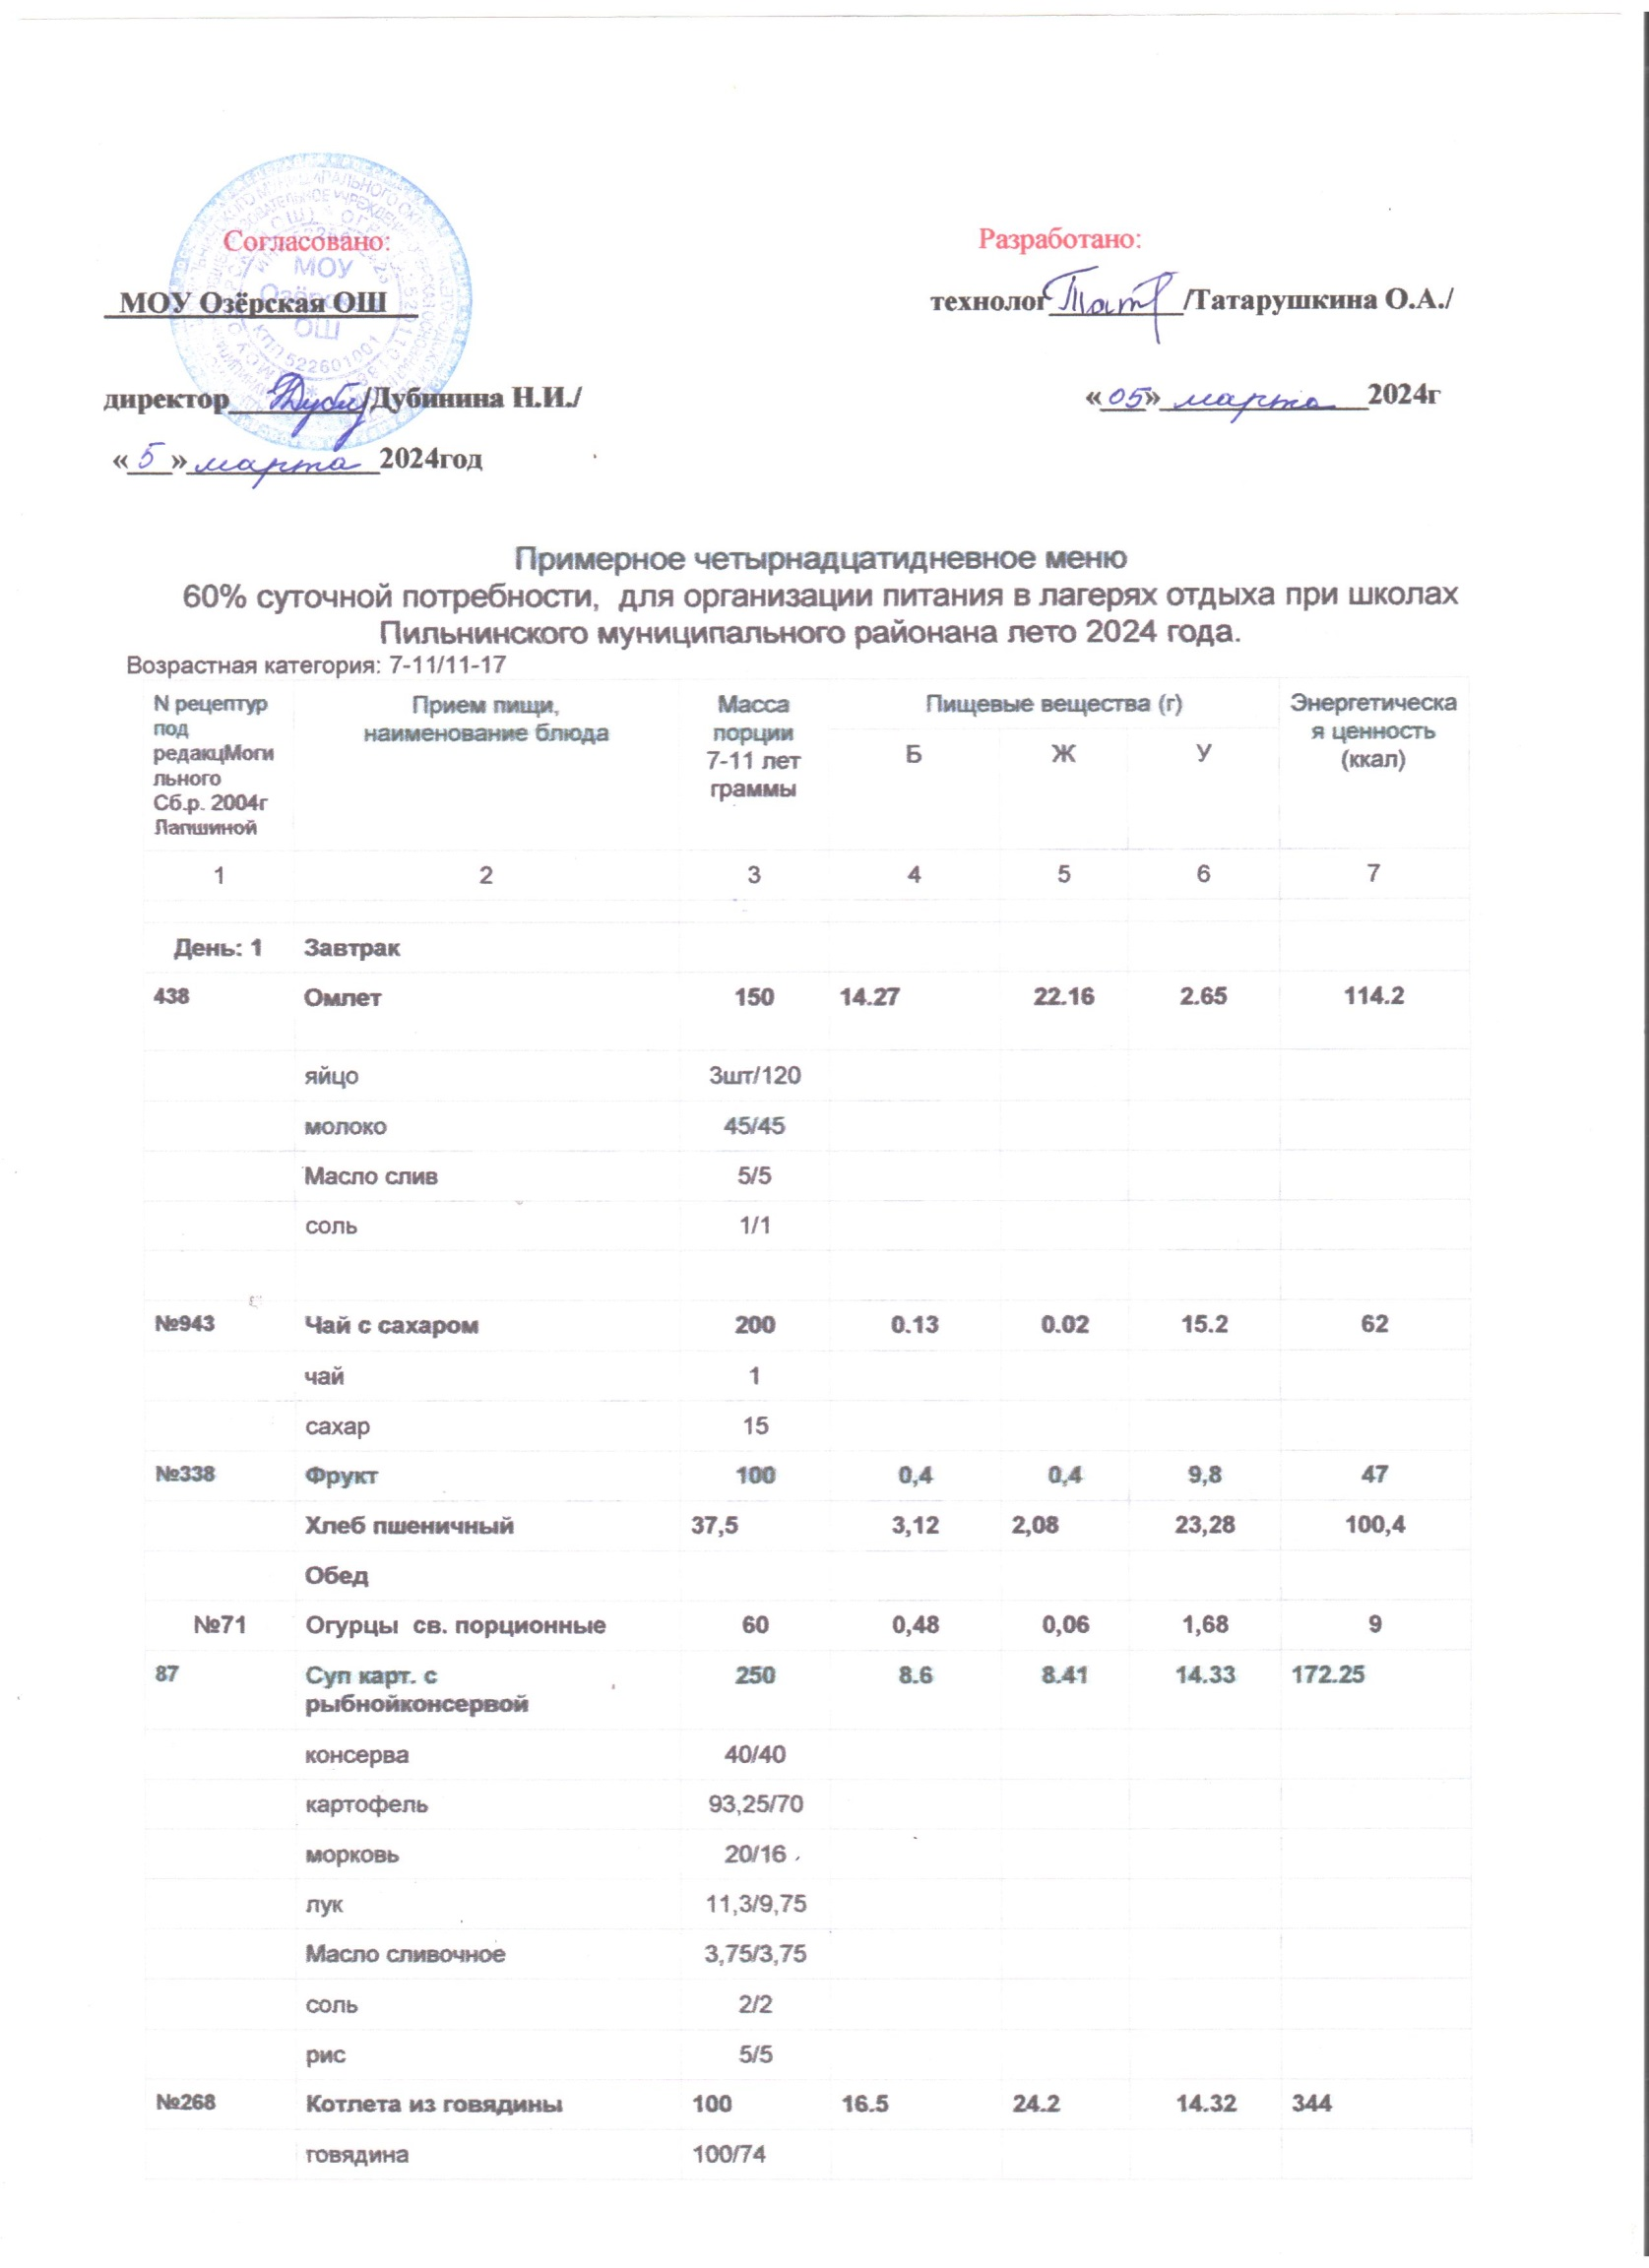 Согласовано:
Разработано:
МОУ
Озёрская
ОШ
КПП 522601001
МОУ Озёрская ОШ
технолог /Татарушкина О.А./
директор /Дубинина Н.И./
«05» марта 2024г
«5» марта 2024год
Примерное четырнадцатидневное меню
60% суточной потребности, для организации питания в лагерях отдыха при школах
Пильнинского муниципального районана лето 2024 года.
Возрастная категория: 7-11/11-17
N рецептур под редакцМоги льного Сб.р. 2004г Лапшиной
Прием пищи, наименование блюда
Масса порции 7-11 лет граммы
Пищевые вещества (г)
Энергетическа я ценность (ккал)
Б Ж У
1 2 3 4 5 6 7
День: 1 Завтрак
438 Омлет 150 14.27 22.16 2.65 114.2
яйцо 3шт/120
молоко 45/45
Масло слив 5/5
соль 1/1
№943 Чай с сахаром 200 0.13 0.02 15.2 62
чай 1
сахар 15
№338 Фрукт 100 0,4 0,4 9,8 47
Хлеб пшеничный 37,5 3,12 2,08 23,28 100,4
Обед
№71 Огурцы св. порционные 60 0,48 0,06 1,68 9
87 Суп карт. с 250 8.6 8.41 14.33 172.25
рыбнойконсервой
консерва 40/40
картофель 93,25/70
морковь 20/16
лук 11,3/9,75
Масло сливочное 3,75/3,75
соль 2/2
рис 5/5
№268 Котлета из говядины 100 16.5 24.2 14.32 344
говядина 100/74